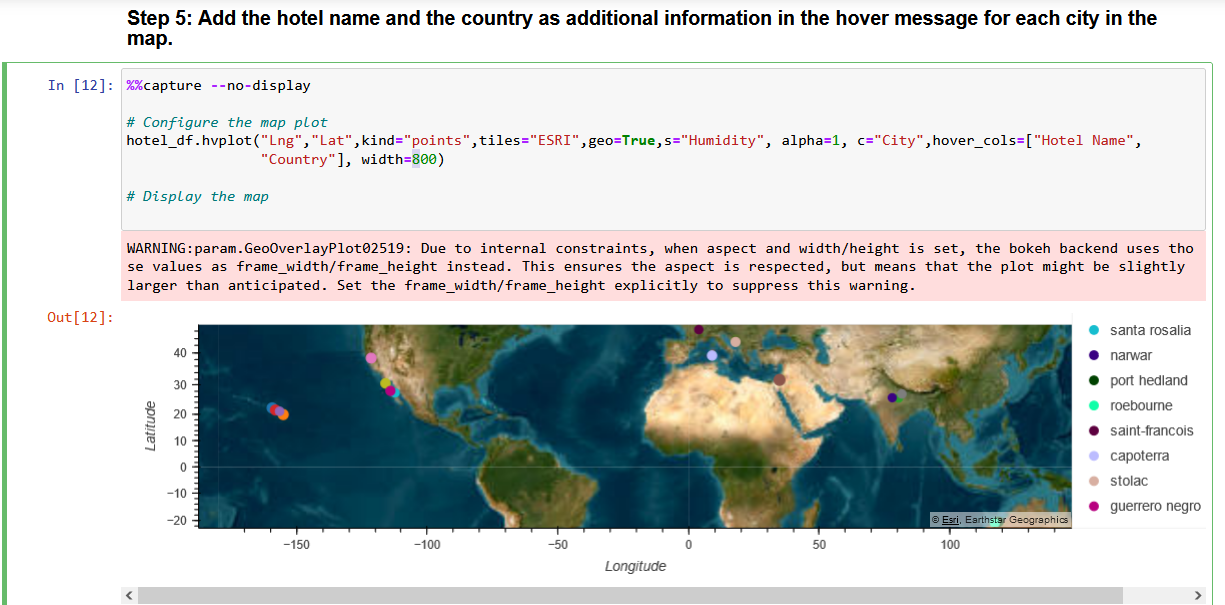 Step 5: Add the hotel name and the country as additional information in the hover message for each city in the
map.
In [12]:
%%capture --no-display
# Configure the map plot
hotel_df.hvplot("Lng","Lat",kind="points",tiles="ESRI",geo=True,s="Humidity", alpha=1, c="City",hover_cols=["Hotel Name",
"Country"], width=800)
# Display the map
WARNING:param.GeoOverlayPlot02519: Due to internal constraints, when aspect and width/height is set, the bokeh backend uses tho
se values as frame_width/frame_height instead. This ensures the aspect is respected, but means that the plot might be slightly
larger than anticipated. Set the frame_width/frame_height explicitly to suppress this warning.
Out[12]:
Latitude
40
30
20
10
0
−10
−20
−150
−100
−50
0
50
100
Longitude
© Esri, Earthstar Geographics
santa rosalia
narwar
port hedland
roebourne
saint-francois
capoterra
stolac
guerrero negro